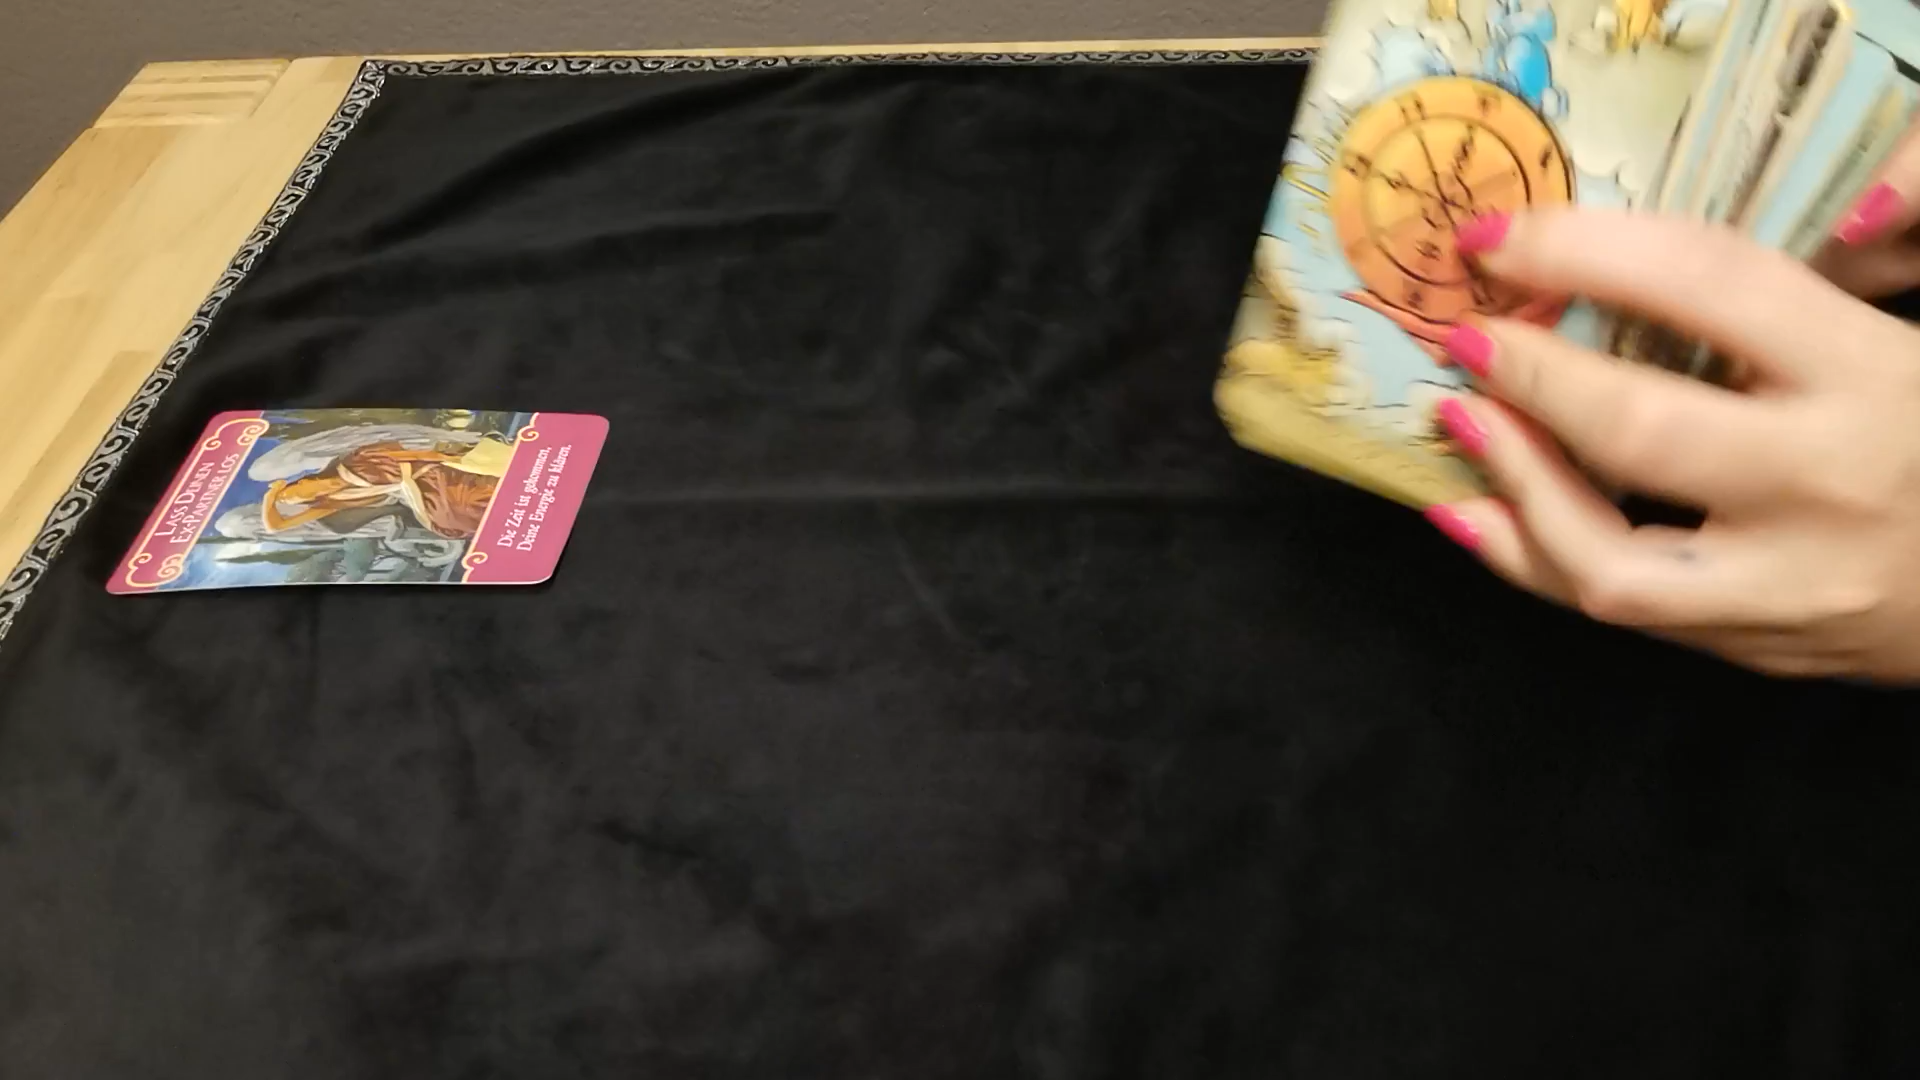 LASS DEINEN
EX-PARTNER LOS
Die Zeit ist gekommen,
Deine Energie zu klären.